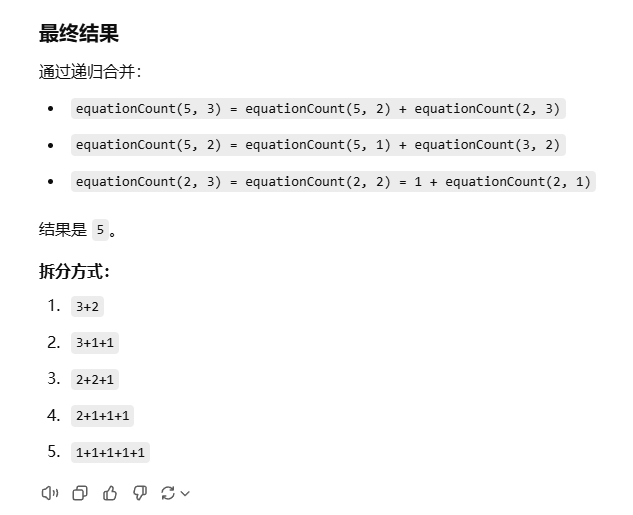 最终结果
通过递归合并：
• equationCount(5, 3) = equationCount(5, 2) + equationCount(2, 3)
• equationCount(5, 2) = equationCount(5, 1) + equationCount(3, 2)
• equationCount(2, 3) = equationCount(2, 2) = 1 + equationCount(2, 1)
结果是 5。
拆分方式：
1. 3+2
2. 3+1+1
3. 2+2+1
4. 2+1+1+1
5. 1+1+1+1+1